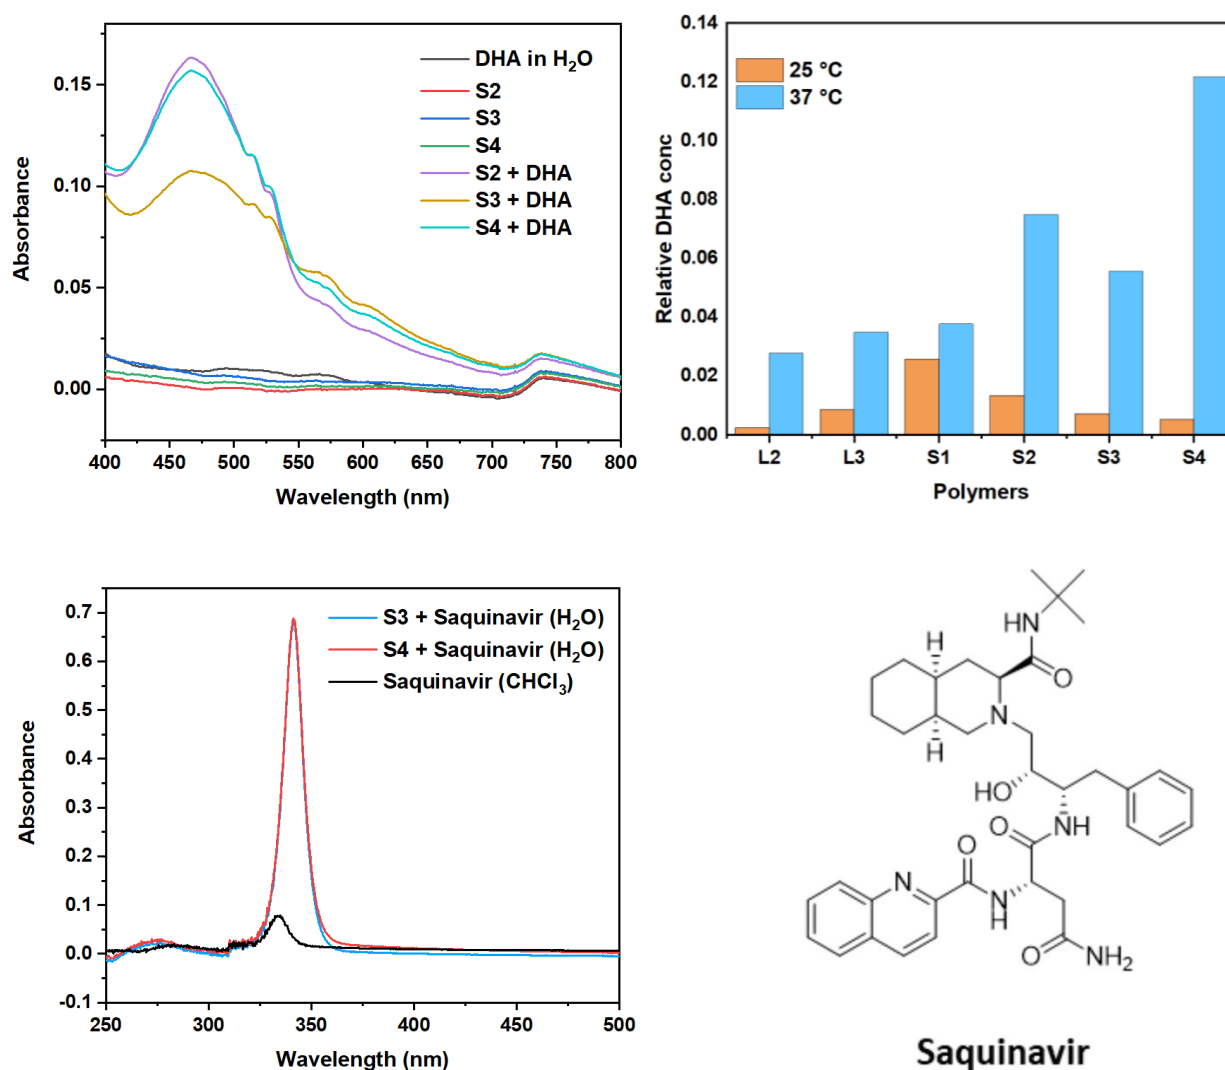 0.15
0.10
0.05
0.00
Absorbance
400 450 500 550 600 650 700 750 800
Wavelength (nm)
DHA in H₂O
S2
S3
S4
S2 + DHA
S3 + DHA
S4 + DHA
0.14
0.12
0.10
0.08
0.06
0.04
0.02
0.00
Relative DHA conc
25 °C
37 °C
L2 L3 S1 S2 S3 S4
Polymers
0.7
0.6
0.5
0.4
0.3
0.2
0.1
0.0
-0.1
Absorbance
250 300 350 400 450 500
Wavelength (nm)
S3 + Saquinavir (H₂O)
S4 + Saquinavir (H₂O)
Saquinavir (CHCl₃)
HN
H
O
N
H
HO
O
NH
O
N
N
H
O
NH₂
Saquinavir